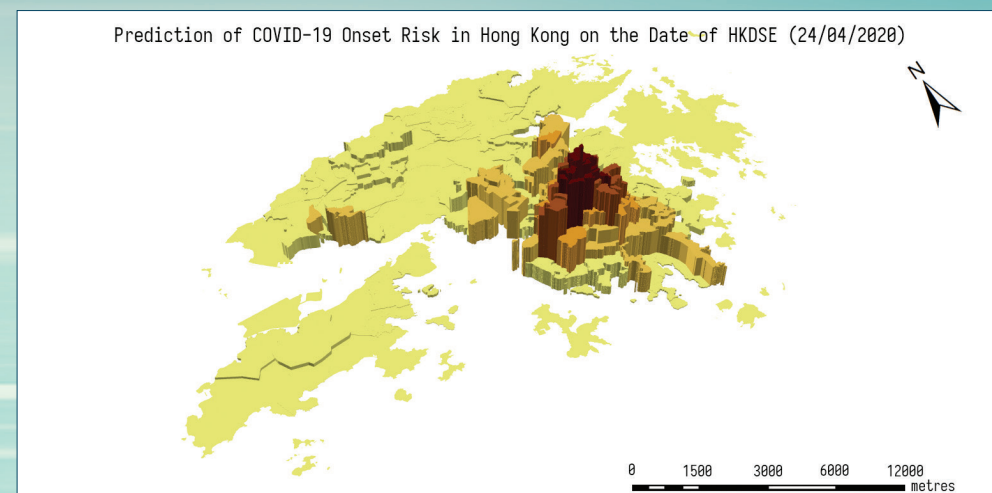 Prediction of COVID-19 Onset Risk in Hong Kong on the Date of HKDSE (24/04/2020)
N
0 1500 3000 6000 12000
metres